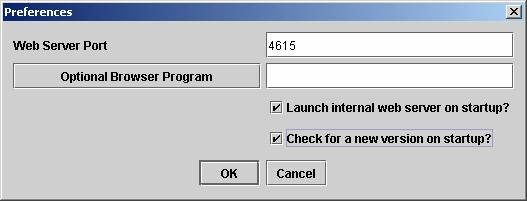 Preferences
Web Server Port 4615
Optional Browser Program
Launch internal web server on startup?
Check for a new version on startup?
OK Cancel